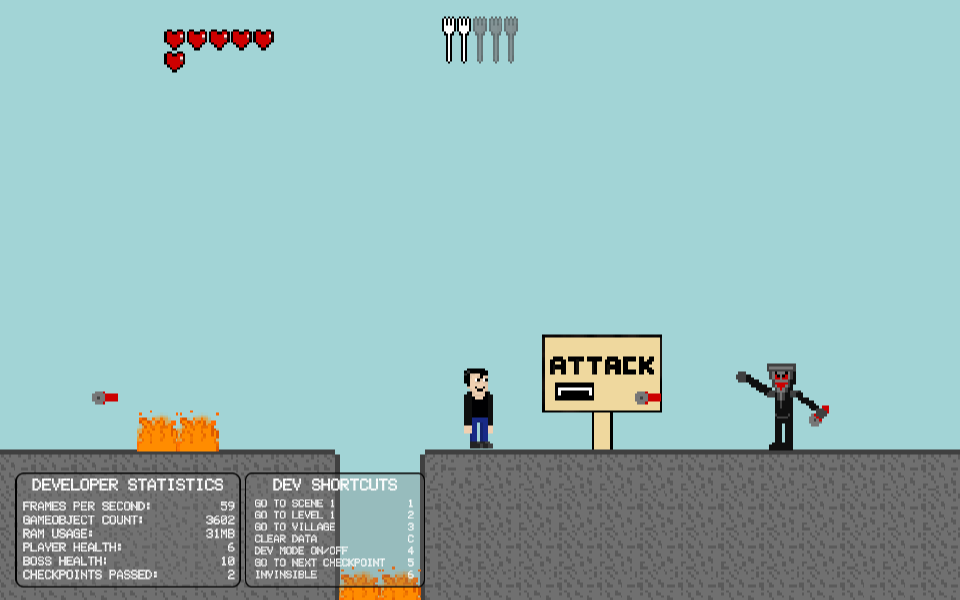 ATTACK
DEVELOPER STATISTICS
FRAMES PER SECOND: 59
GAMEOBJECT COUNT: 3602
RAM USAGE: 31MB
PLAYER HEALTH: 6
BOSS HEALTH: 10
CHECKPOINTS PASSED: 2
DEV SHORTCUTS
GO TO SCENE 1 1
GO TO LEVEL 1 2
GO TO VILLAGE 3
CLEAR DATA C
DEV MODE ON/OFF 4
GO TO NEXT CHECKPOINT 5
INVINSIBLE 6